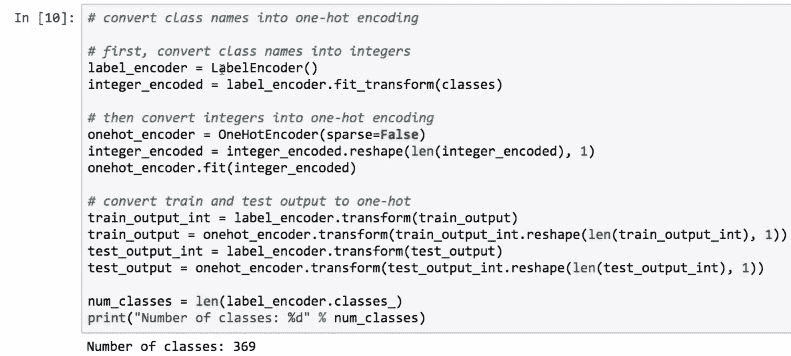 In [10]: # convert class names into one-hot encoding
# first, convert class names into integers
label_encoder = LabelEncoder()
integer_encoded = label_encoder.fit_transform(classes)
# then convert integers into one-hot encoding
onehot_encoder = OneHotEncoder(sparse=False)
integer_encoded = integer_encoded.reshape(len(integer_encoded), 1)
onehot_encoder.fit(integer_encoded)
# convert train and test output to one-hot
train_output_int = label_encoder.transform(train_output)
train_output = onehot_encoder.transform(train_output_int.reshape(len(train_output_int), 1))
test_output_int = label_encoder.transform(test_output)
test_output = onehot_encoder.transform(test_output_int.reshape(len(test_output_int), 1))
num_classes = len(label_encoder.classes_)
print("Number of classes: %d" % num_classes)
Number of classes: 369